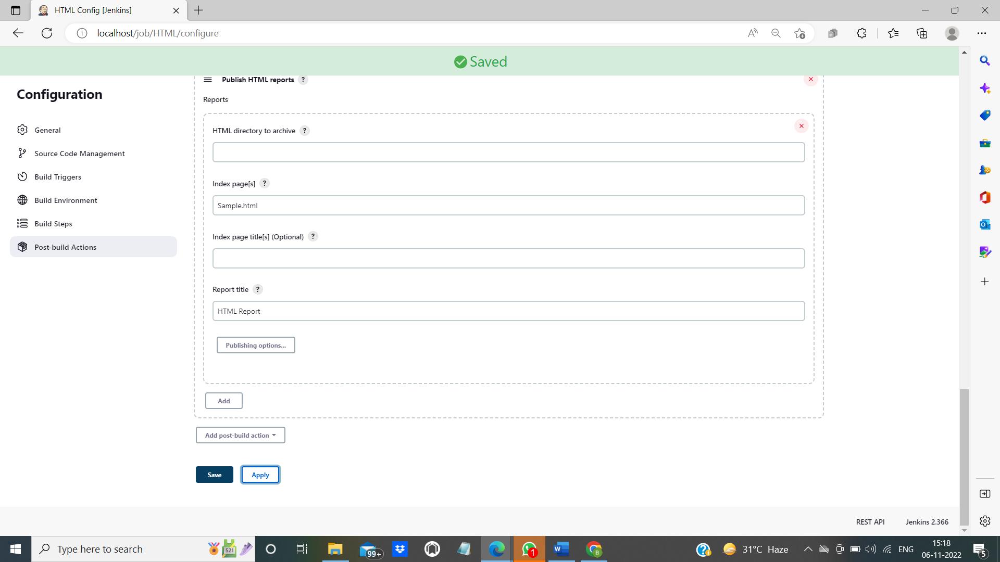 HTML Config [Jenkins]
localhost/job/HTML/configure
Saved
Publish HTML reports ?
Configuration
Reports
General
HTML directory to archive ?
Source Code Management
Build Triggers
Index page[s] ?
Build Environment
Sample.html
Build Steps
Index page title[s] (Optional) ?
Post-build Actions
Report title ?
HTML Report
Publishing options...
Add
Add post-build action
Save
Apply
REST API
Jenkins 2.366
Type here to search
521
99+
1
W
B
31°C Haze
ENG
15:18
06-11-2022
5